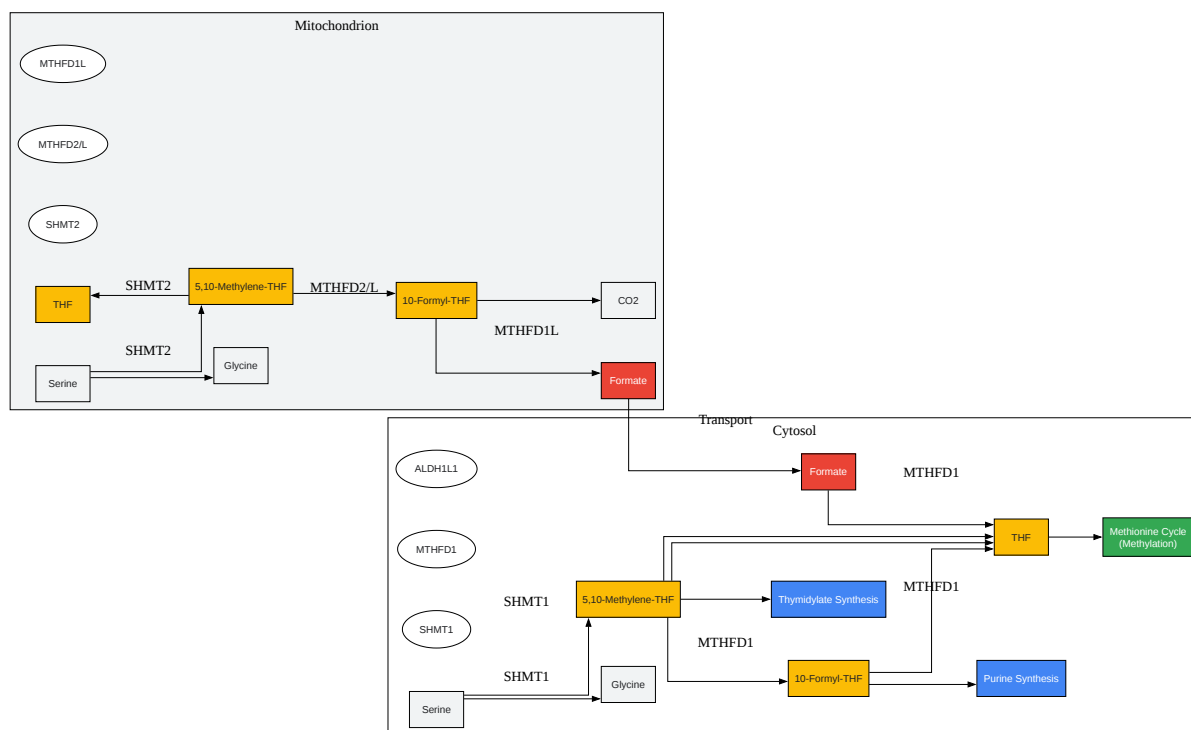 Mitochondrion
MTHFD1L
MTHFD2/L
SHMT2
THF
SHMT2
5,10-Methylene-THF
MTHFD2/L
10-Formyl-THF
CO2
MTHFD1L
SHMT2
Serine
Glycine
Formate
Transport
Cytosol
ALDH1L1
Formate
MTHFD1
MTHFD1
THF
Methionine Cycle
(Methylation)
SHMT1
5,10-Methylene-THF
Thymidylate Synthesis
MTHFD1
SHMT1
MTHFD1
SHMT1
Glycine
10-Formyl-THF
Purine Synthesis
Serine